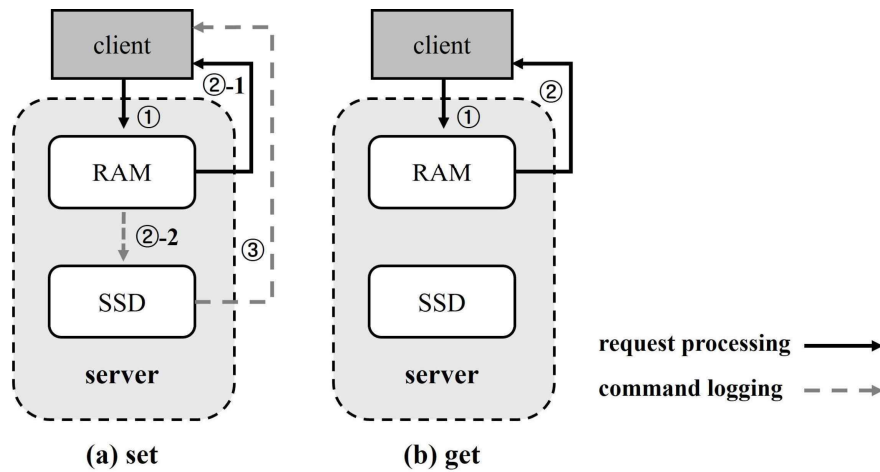 client
①
②-1
RAM
②-2
③
SSD
server
(a) set
client
①
②
RAM
SSD
server
(b) get
request processing
command logging